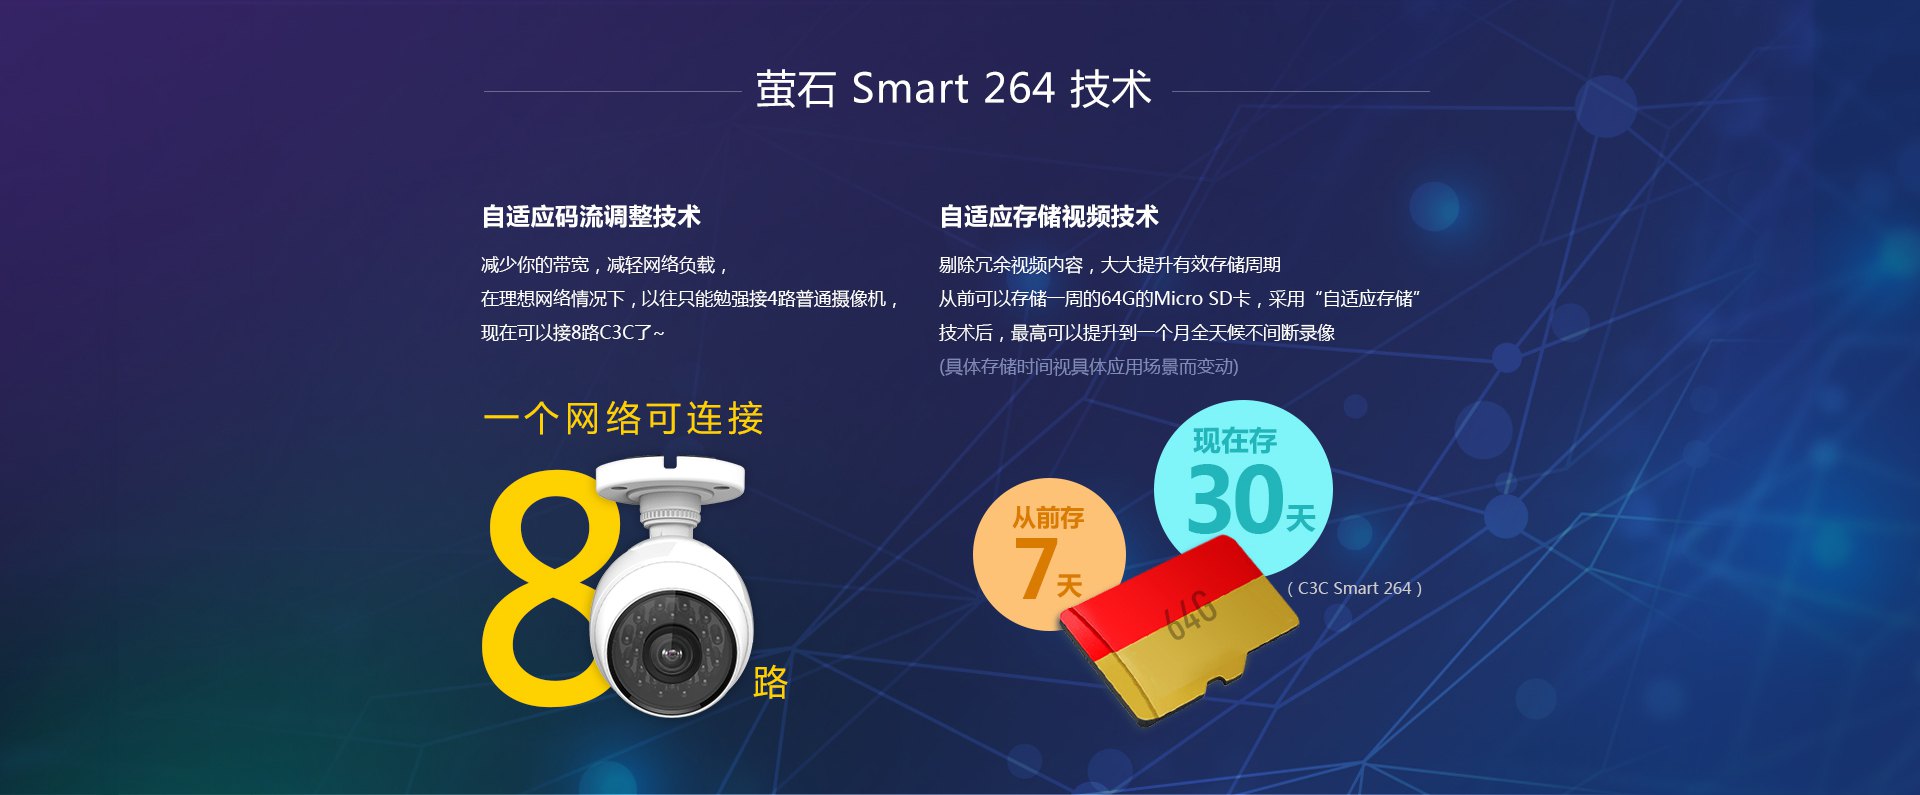 萤石 Smart 264 技术
自适应码流调整技术
减少你的带宽，减轻网络负载，
在理想网络情况下，以往只能勉强接4路普通摄像机，
现在可以接8路C3C了~
自适应存储视频技术
剔除冗余视频内容，大大提升有效存储周期
从前可以存储一周的64G的Micro SD卡，采用“自适应存储”
技术后，最高可以提升到一个月全天候不间断录像
(具体存储时间视具体应用场景而变动)
一个网络可连接
8
路
从前存
7天
现在存
30天
（C3C Smart 264）
64G